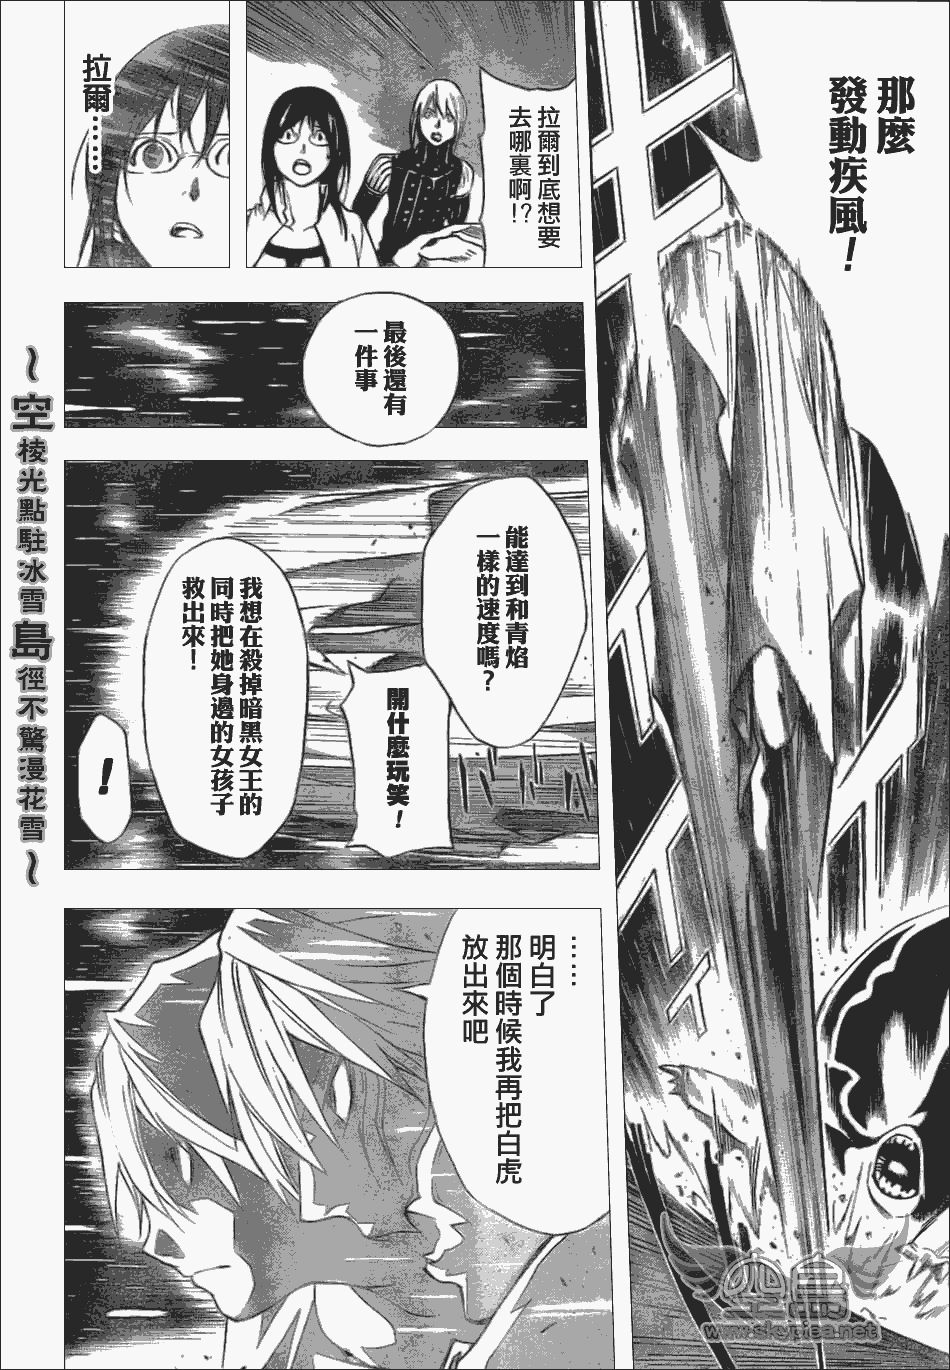 那麼
發動疾風！
拉爾到底想要
去哪裏啊!?
拉爾……
最後還有
一件事
能達到和青焰
一樣的速度嗎？
開什麼玩笑！
我想在殺掉暗黑女王的
同時把她身邊的女孩子
救出來！
！
……
明白了
那個時候我再把白虎
放出來吧
～空棱光點駐冰雪島徑不驚漫花雪～
空島
www.skypiea.net